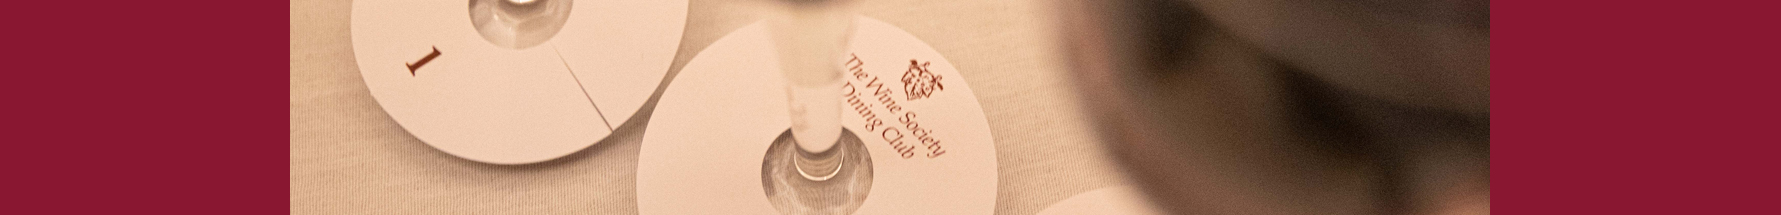 1
The Wine Society
Dining Club